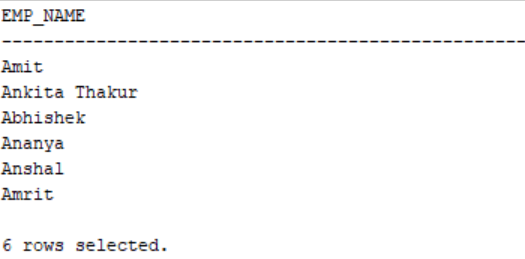 EMP_NAME
--------------------------------------------------
Amit
Ankita Thakur
Abhishek
Ananya
Anshal
Amrit
6 rows selected.